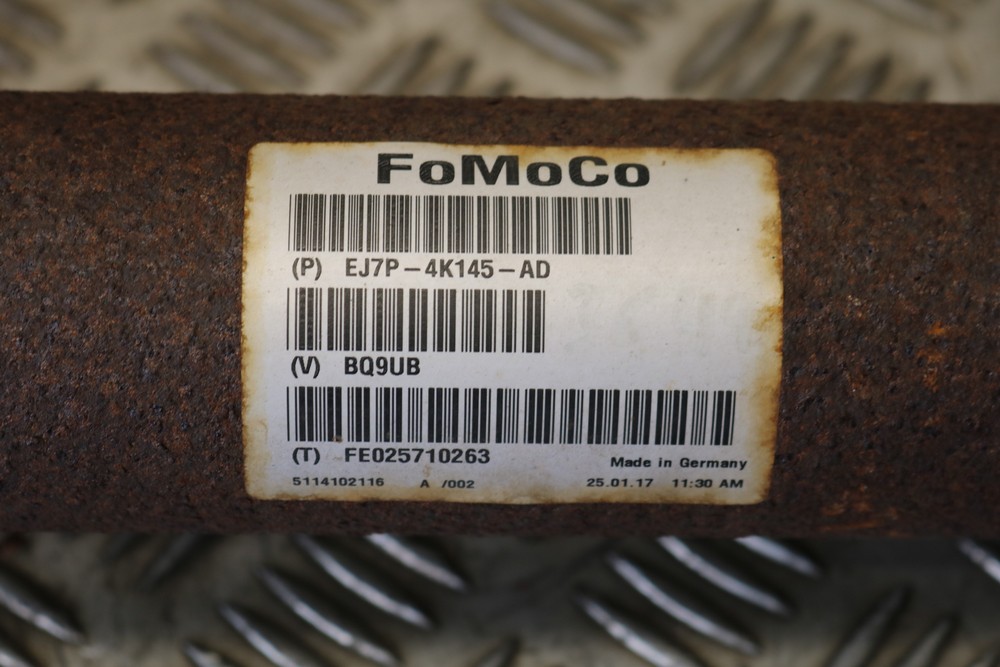 FoMoCo
(P) EJ7P-4K145-AD
(V) BQ9UB
(T) FE025710263
Made in Germany
5114102116 A /002 25.01.17 11:30 AM